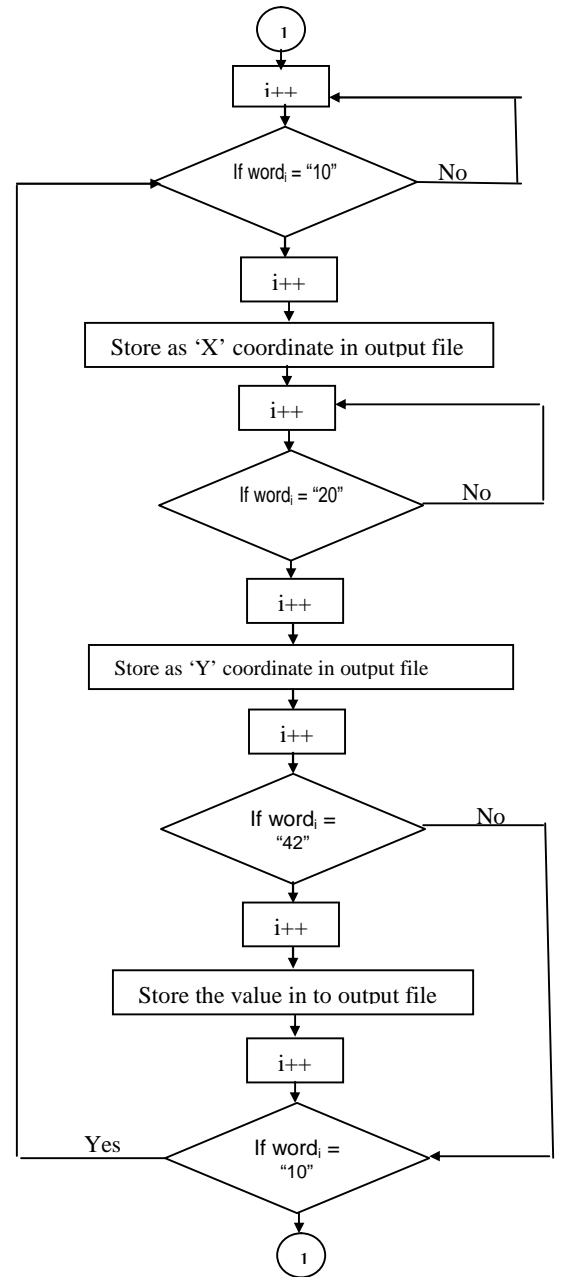 1
i++
If wordᵢ = “10”
No
i++
Store as ‘X’ coordinate in output file
i++
If wordᵢ = “20”
No
i++
Store as ‘Y’ coordinate in output file
i++
If wordᵢ =
“42”
No
i++
Store the value in to output file
i++
If wordᵢ =
“10”
Yes
1